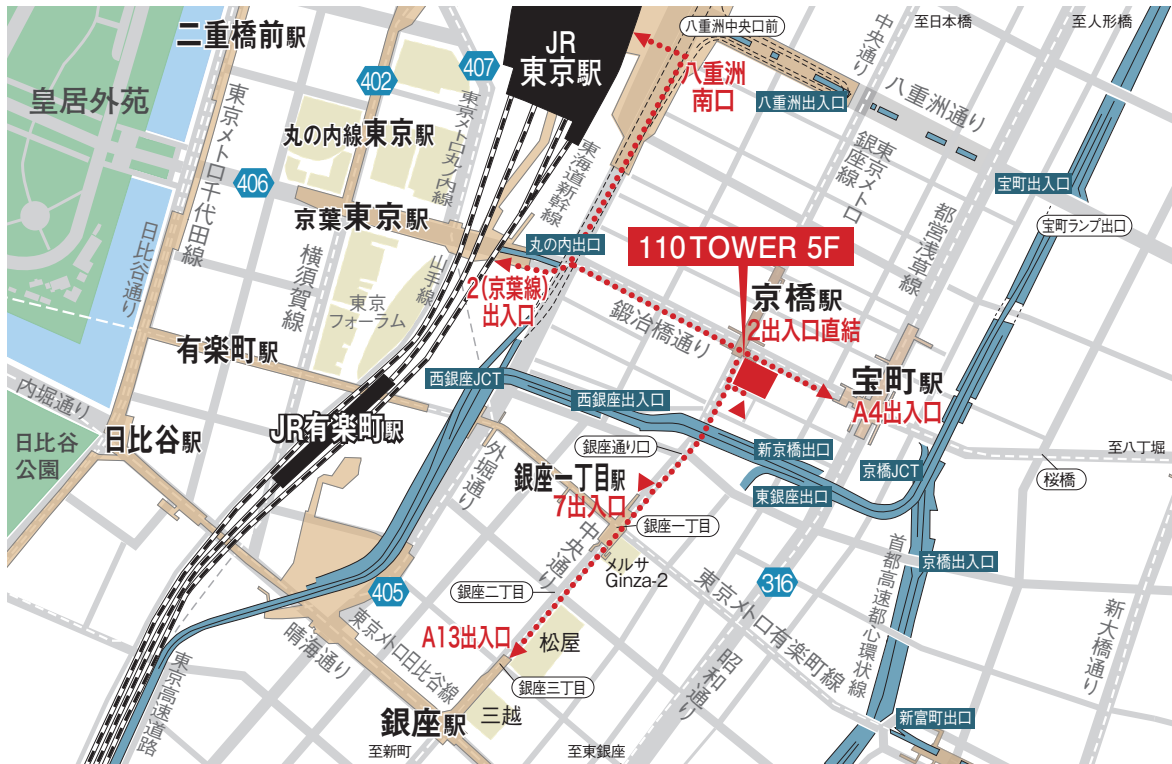 二重橋前駅
JR
東京駅
407
402
八重洲中央口前
中央通り
至日本橋
至人形橋
八重洲
南口
八重洲出入口
八重洲通り
皇居外苑
東京メトロ千代田線
丸の内線東京駅
東京メトロ丸ノ内線
東海道新幹線
東京メトロ
銀座線
都営浅草線
宝町出入口
宝町ランプ出口
406
京葉東京駅
丸の内出口
110 TOWER 5F
日比谷通り
横須賀線
山手線
東京
フォーラム
2(京葉線)
出入口
鍛冶橋通り
京橋駅
2出入口直結
有楽町駅
内堀通り
西銀座JCT
西銀座出入口
宝町駅
A4出入口
日比谷
公園
日比谷駅
JR有楽町駅
外堀通り
銀座通り口
新京橋出口
京橋JCT
至八丁堀
桜橋
銀座一丁目駅
7出入口
東銀座出口
中央通り
銀座一丁目
メルサ
Ginza-2
首都高速都心環状線
京橋出入口
316
405
銀座二丁目
東京メトロ有楽町線
新大橋通り
晴海通り
東京メトロ日比谷線
A13出入口
松屋
昭和通り
東京高速道路
銀座三丁目
三越
銀座駅
新富町出口
至新町
至東銀座